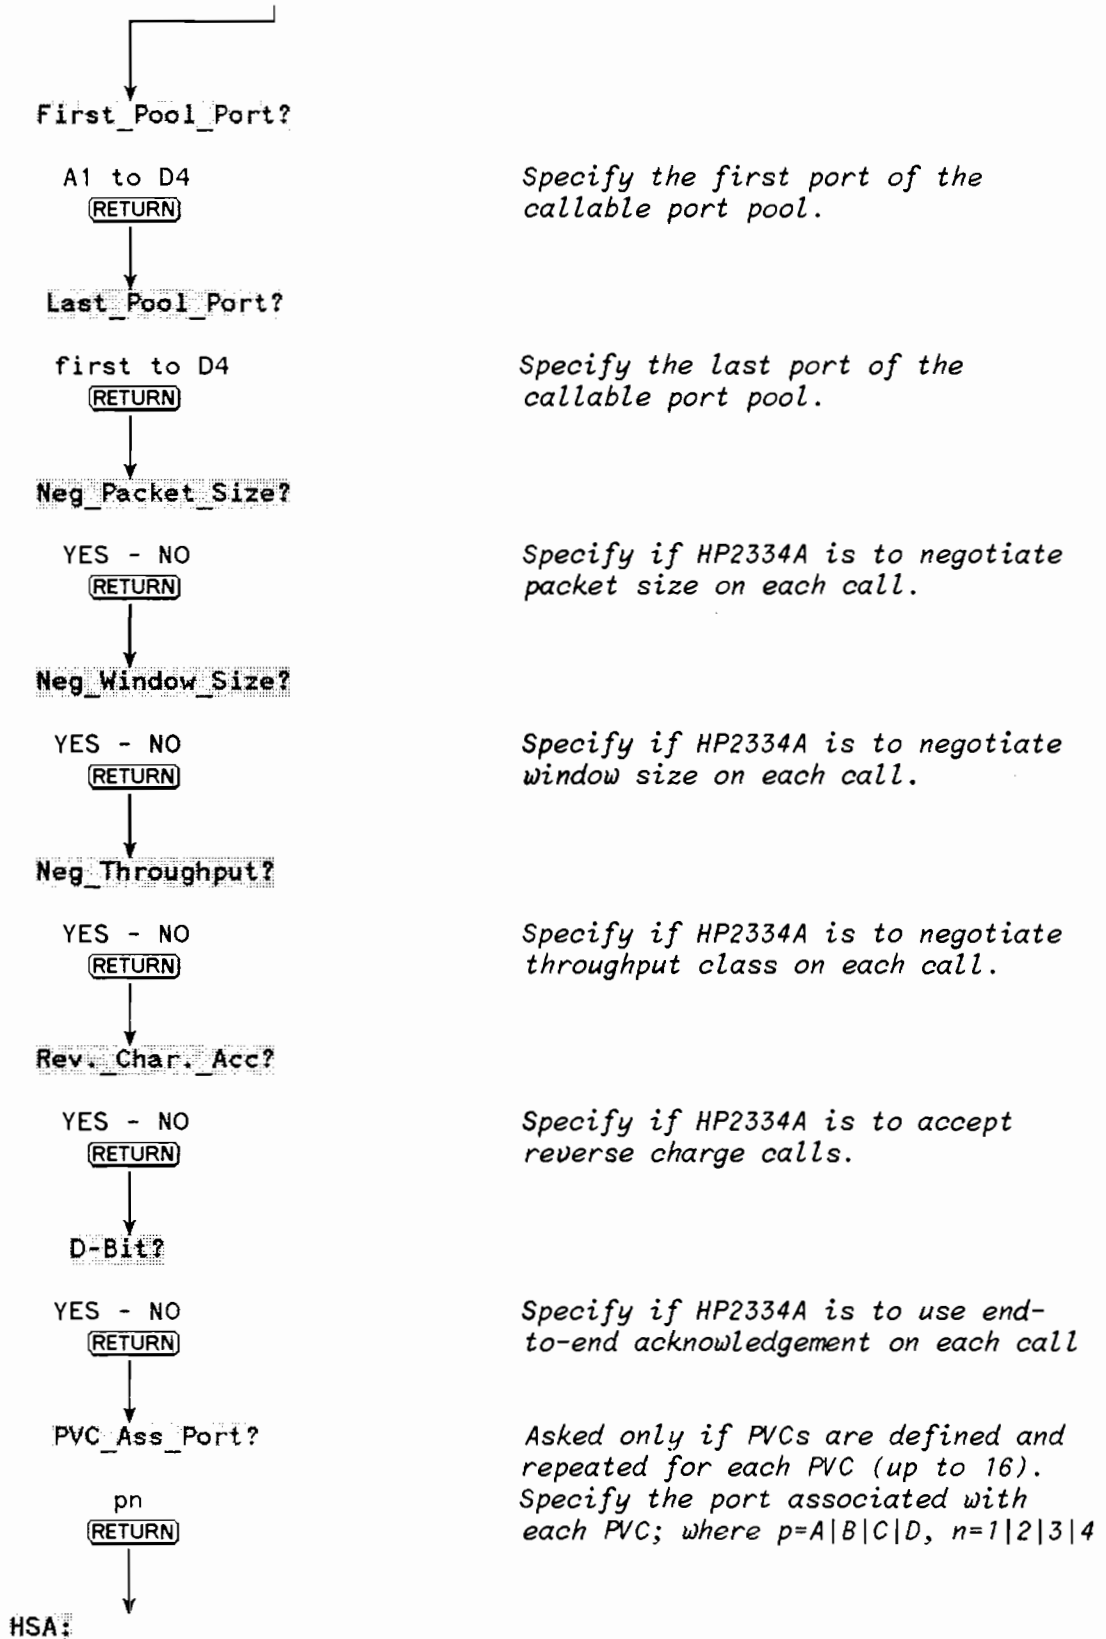 First_Pool_Port?
A1 to D4
RETURN
Specify the first port of the
callable port pool.
Last_Pool_Port?
first to D4
RETURN
Specify the last port of the
callable port pool.
Neg_Packet_Size?
YES - NO
RETURN
Specify if HP2334A is to negotiate
packet size on each call.
Neg_Window_Size?
YES - NO
RETURN
Specify if HP2334A is to negotiate
window size on each call.
Neg_Throughput?
YES - NO
RETURN
Specify if HP2334A is to negotiate
throughput class on each call.
Rev._Char._Acc?
YES - NO
RETURN
Specify if HP2334A is to accept
reverse charge calls.
D-Bit?
YES - NO
RETURN
Specify if HP2334A is to use end-
to-end acknowledgement on each call
PVC_Ass_Port?
pn
RETURN
Asked only if PVCs are defined and
repeated for each PVC (up to 16).
Specify the port associated with
each PVC; where p=A|B|C|D, n=1|2|3|4
HSA: